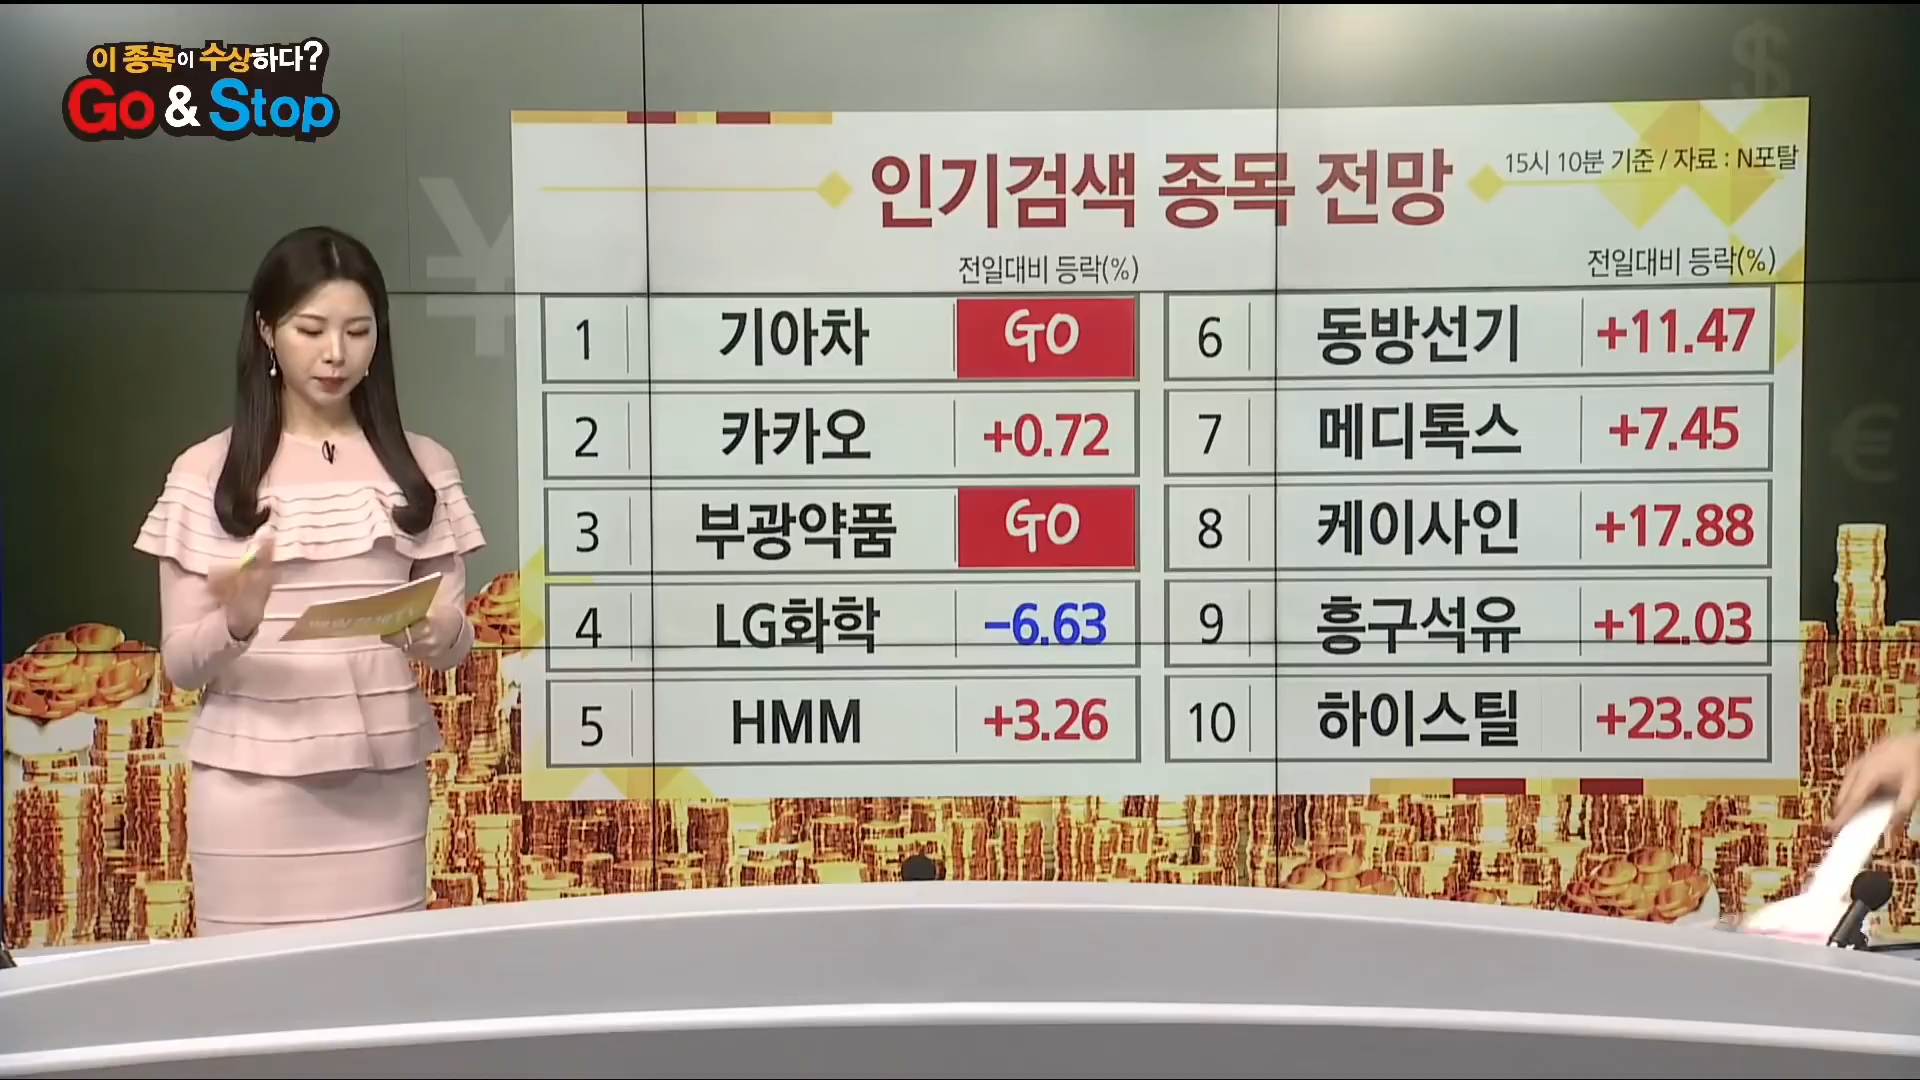 이 종목이 수상하다?
Go & Stop
인기검색 종목 전망
15시 10분 기준 / 자료 : N포탈
전일대비 등락(%)
1 기아차 GO
2 카카오 +0.72
3 부광약품 GO
4 LG화학 -6.63
5 HMM +3.26
전일대비 등락(%)
6 동방선기 +11.47
7 메디톡스 +7.45
8 케이사인 +17.88
9 흥구석유 +12.03
10 하이스틸 +23.85